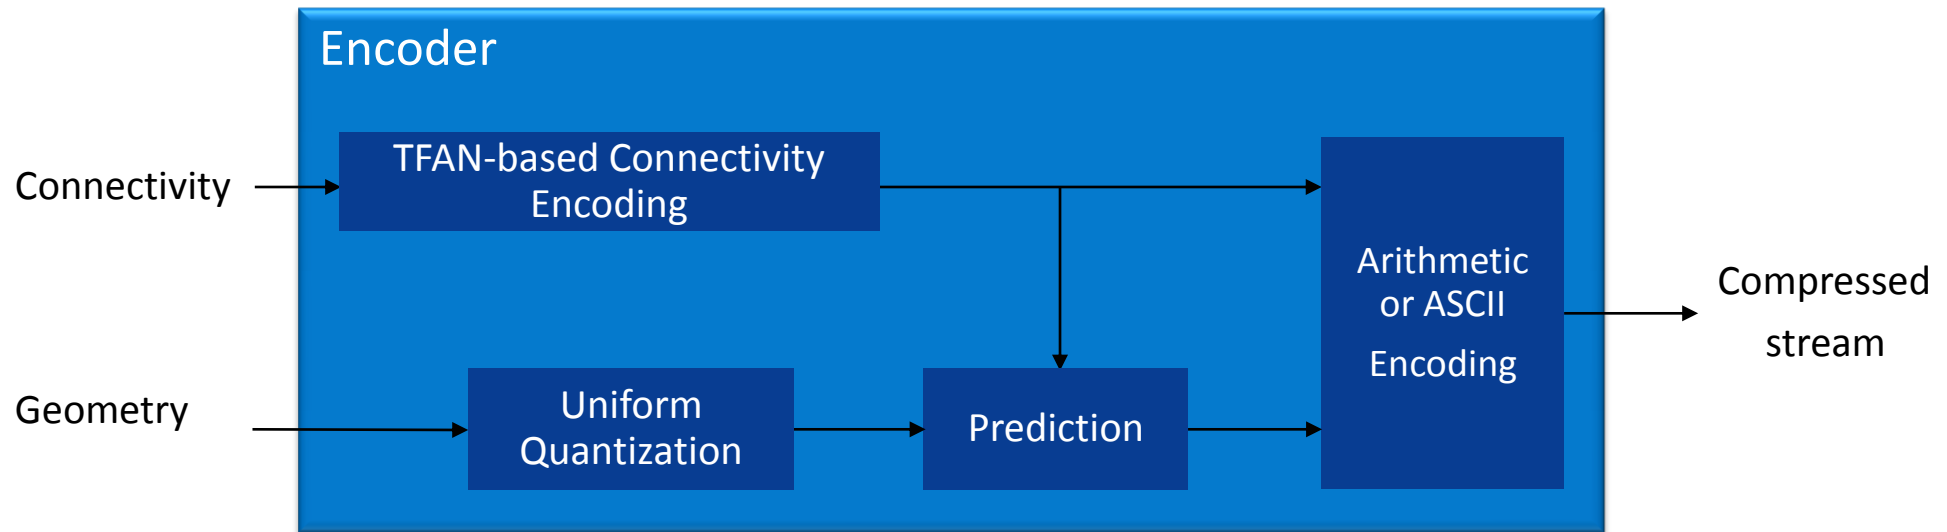 Encoder
TFAN-based Connectivity
Encoding
Connectivity
Arithmetic
or ASCII
Encoding
Compressed
stream
Geometry
Uniform
Quantization
Prediction